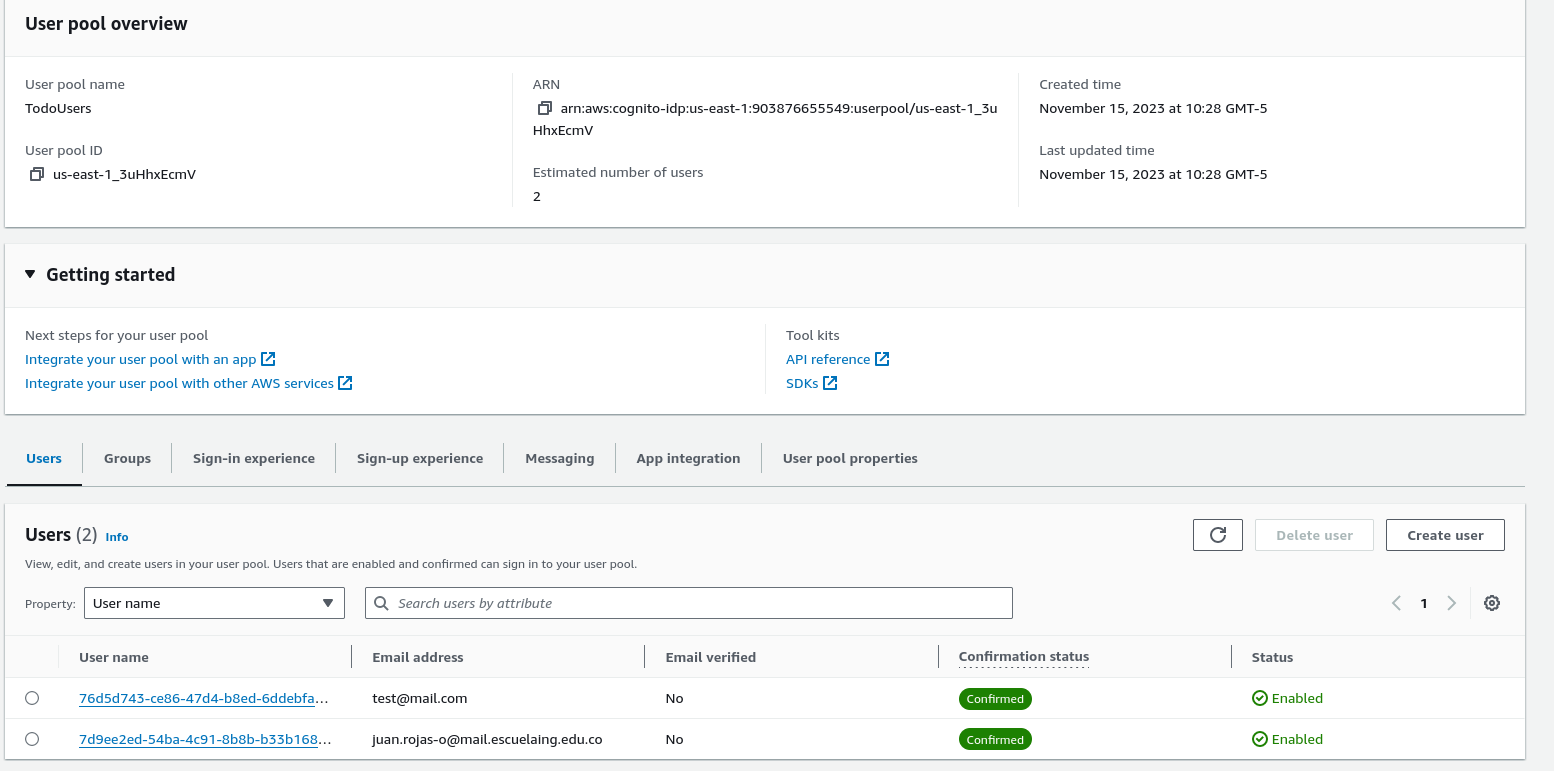 User pool overview
User pool name
TodoUsers
User pool ID
us-east-1_3uHhxEcmV
ARN
arn:aws:cognito-idp:us-east-1:903876655549:userpool/us-east-1_3u
HhxEcmV
Estimated number of users
2
Created time
November 15, 2023 at 10:28 GMT-5
Last updated time
November 15, 2023 at 10:28 GMT-5
Getting started
Next steps for your user pool
Integrate your user pool with an app
Integrate your user pool with other AWS services
Tool kits
API reference
SDKs
Users Groups Sign-in experience Sign-up experience Messaging App integration User pool properties
Users (2) Info
Delete user Create user
View, edit, and create users in your user pool. Users that are enabled and confirmed can sign in to your user pool.
Property: User name Search users by attribute 1
User name Email address Email verified Confirmation status Status
76d5d743-ce86-47d4-b8ed-6ddebfa... test@mail.com No Confirmed Enabled
7d9ee2ed-54ba-4c91-8b8b-b33b168... juan.rojas-o@mail.escuelaing.edu.co No Confirmed Enabled